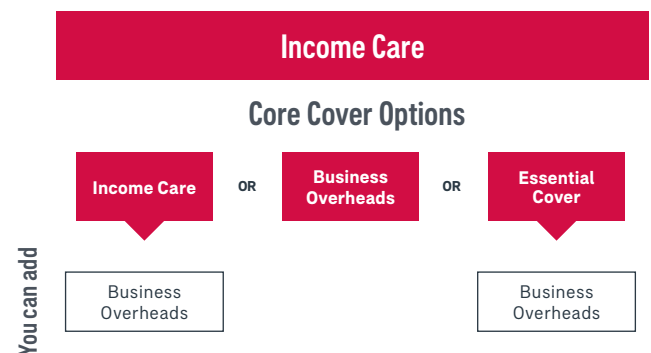 Income Care
Core Cover Options
Income Care
OR
Business
Overheads
OR
Essential
Cover
You can add
Business
Overheads
Business
Overheads